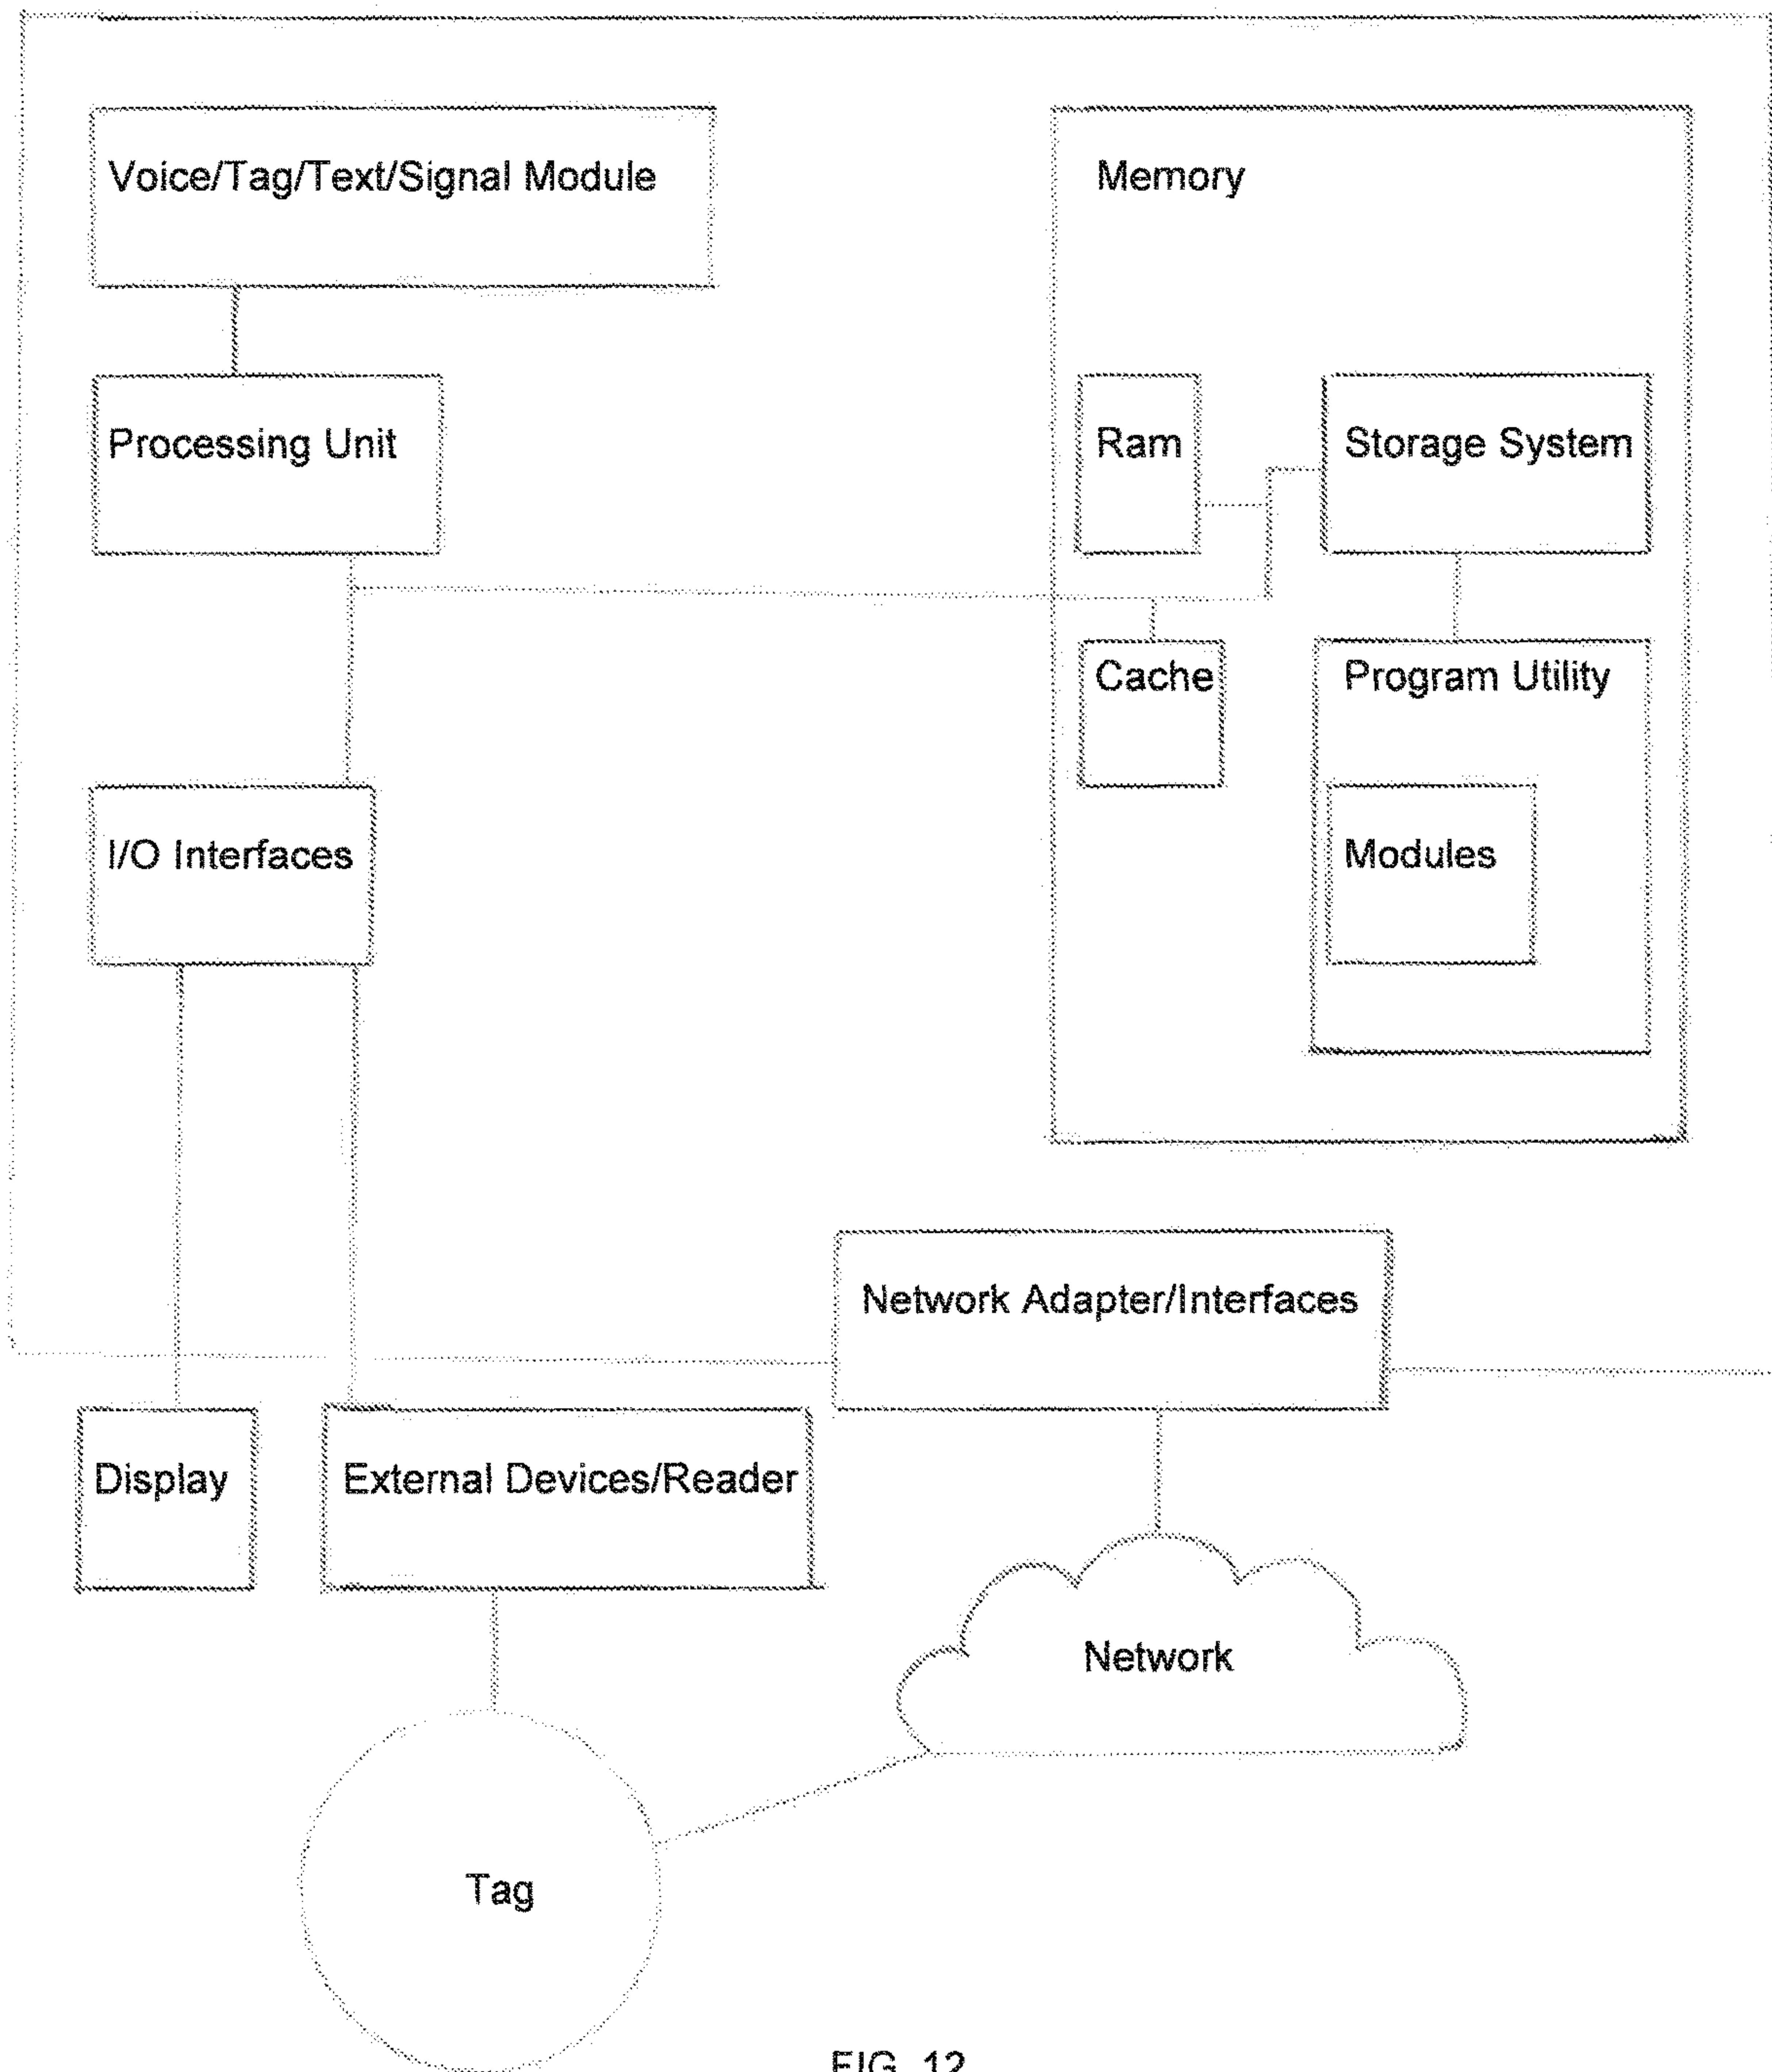 Voice/Tag/Text/Signal Module
Memory
Processing Unit
Ram
Storage System
Cache
Program Utility
I/O Interfaces
Modules
Network Adapter/Interfaces
Display
External Devices/Reader
Network
Tag
FIG. 12